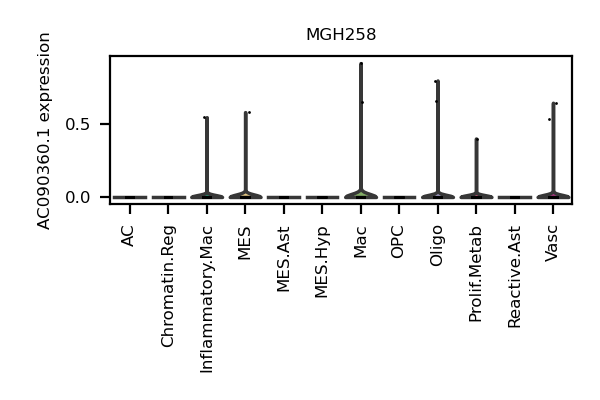 MGH258
AC090360.1 expression
0.5
0.0
AC
Chromatin.Reg
Inflammatory.Mac
MES
MES.Ast
MES.Hyp
Mac
OPC
Oligo
Prolif.Metab
Reactive.Ast
Vasc